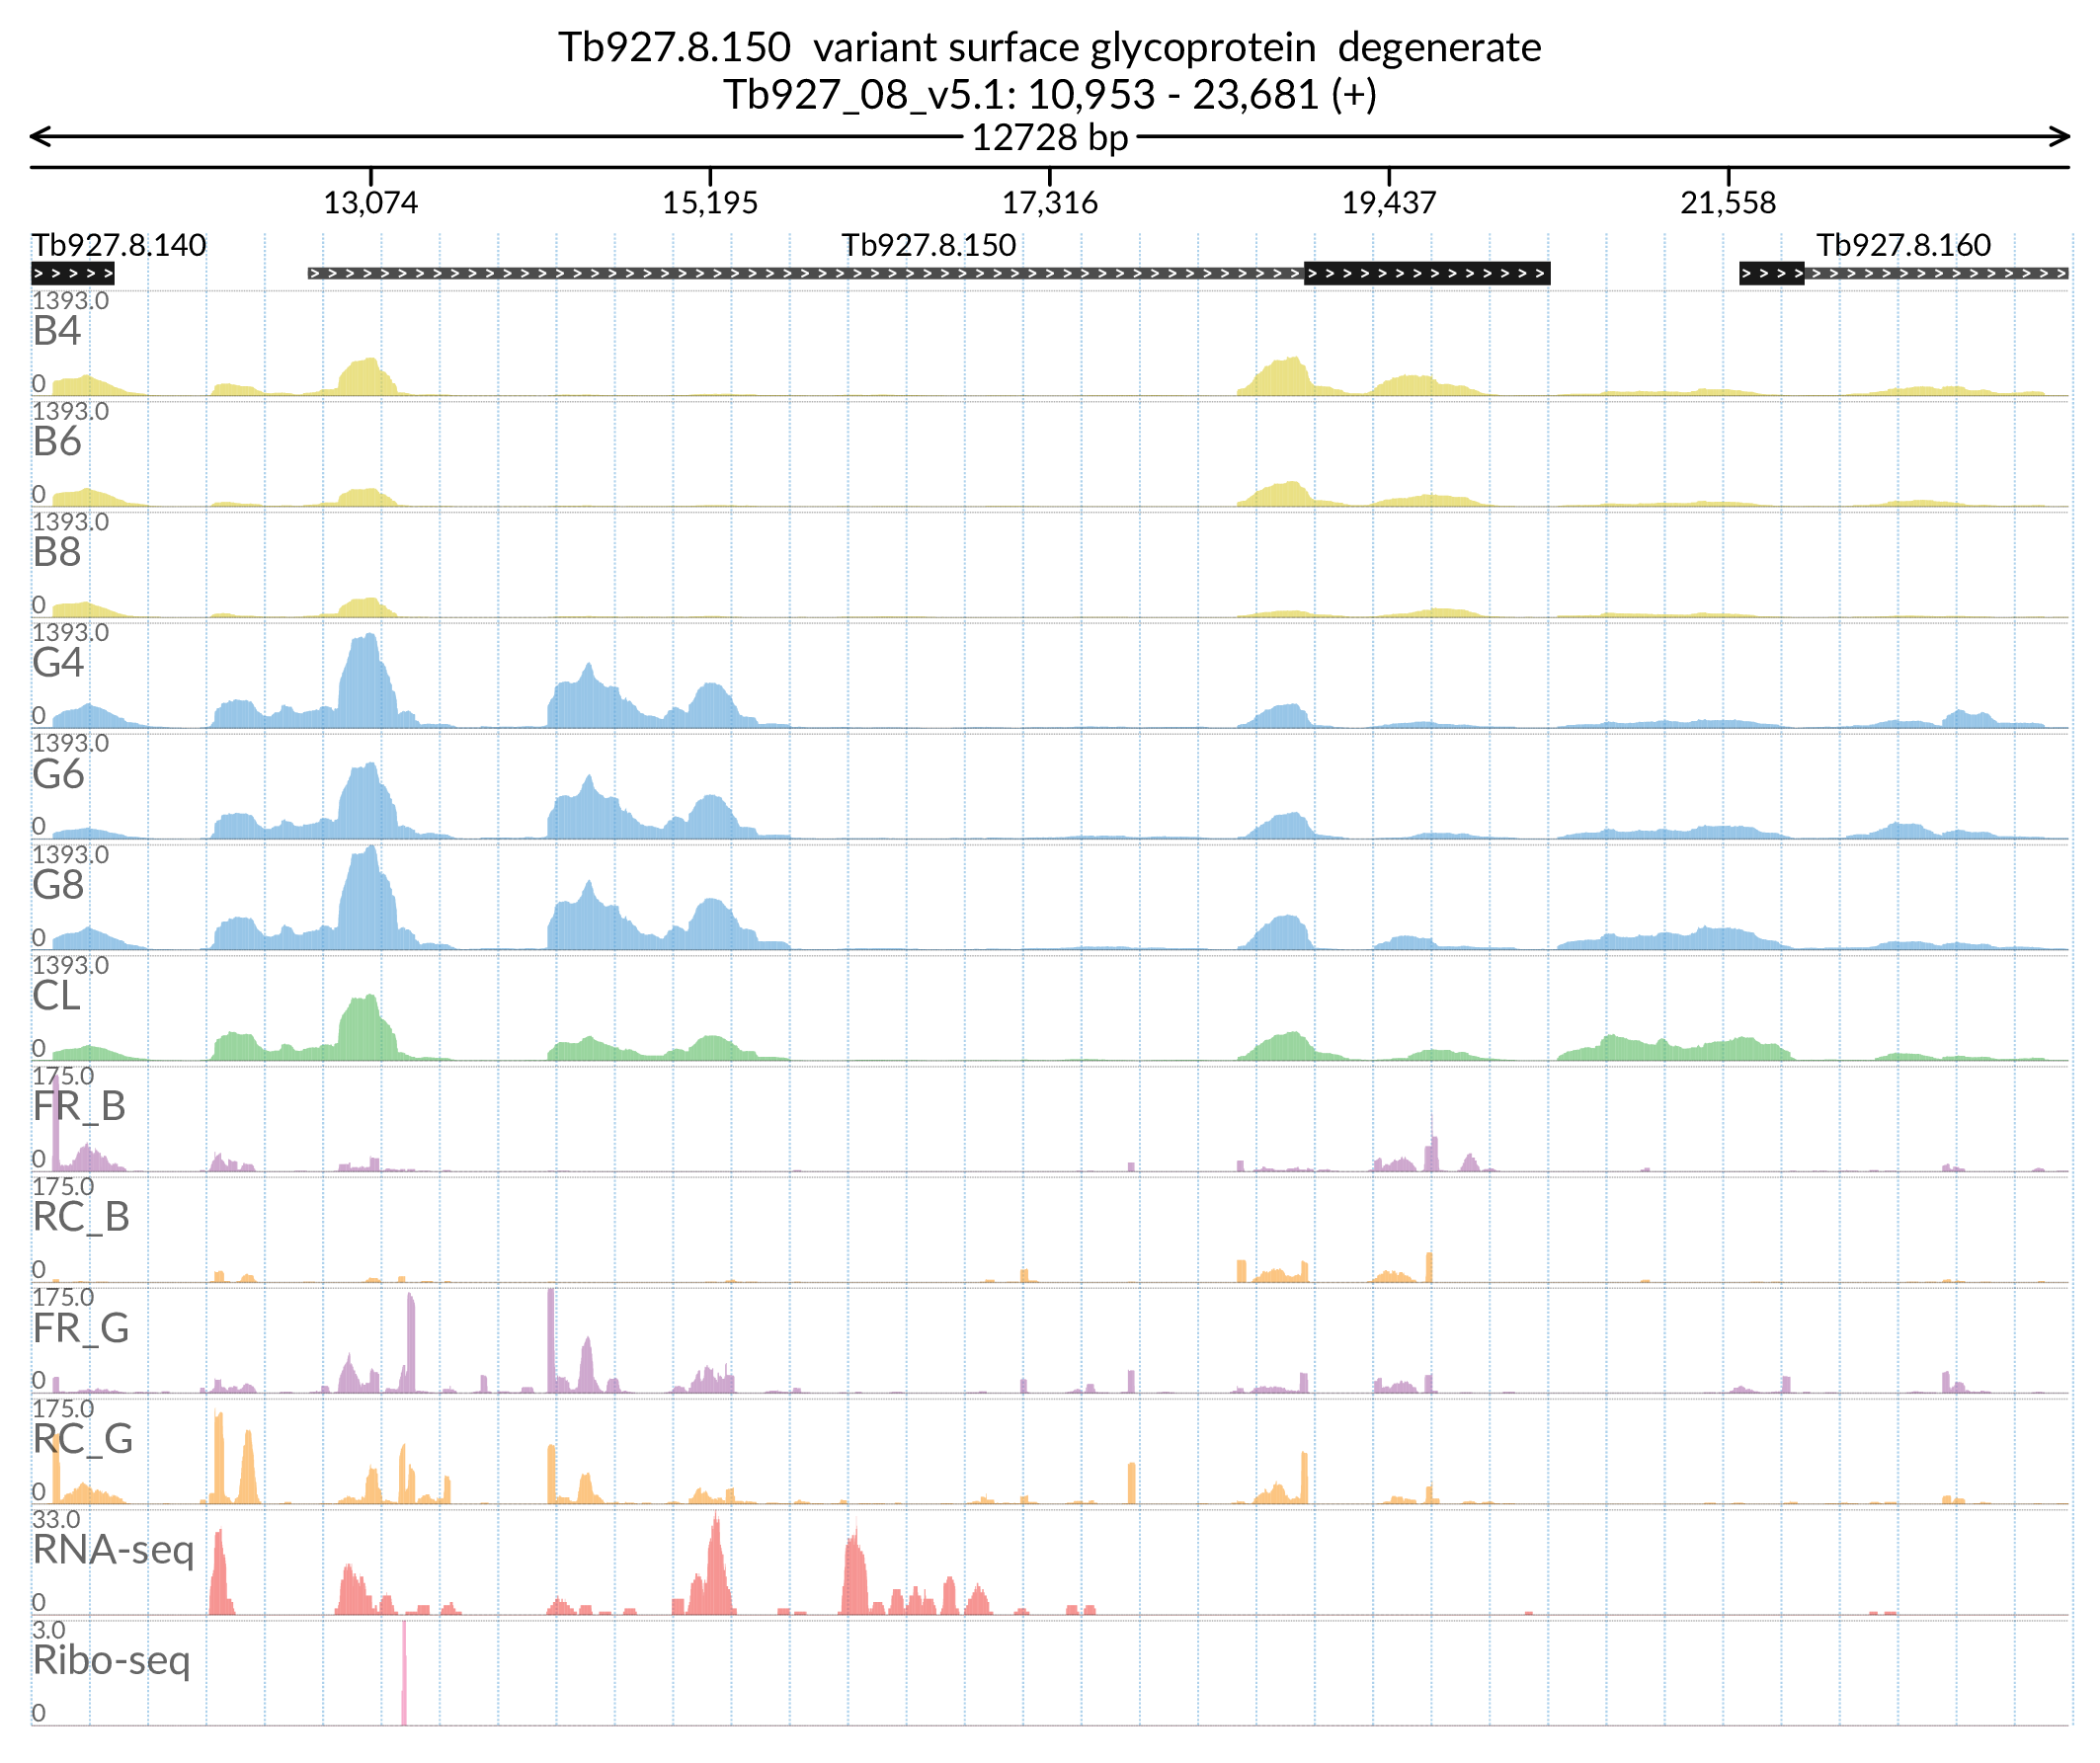 Tb927.8.150 variant surface glycoprotein degenerate
Tb927_08_v5.1: 10,953 - 23,681 (+)
12728 bp
13,074 15,195 17,316 19,437 21,558
Tb927.8.140 Tb927.8.150 Tb927.8.160
1393.0
B4
0
1393.0
B6
0
1393.0
B8
0
1393.0
G4
0
1393.0
G6
0
1393.0
G8
0
1393.0
CL
0
175.0
FR_B
0
175.0
RC_B
0
175.0
FR_G
0
175.0
RC_G
0
33.0
RNA-seq
0
3.0
Ribo-seq
0